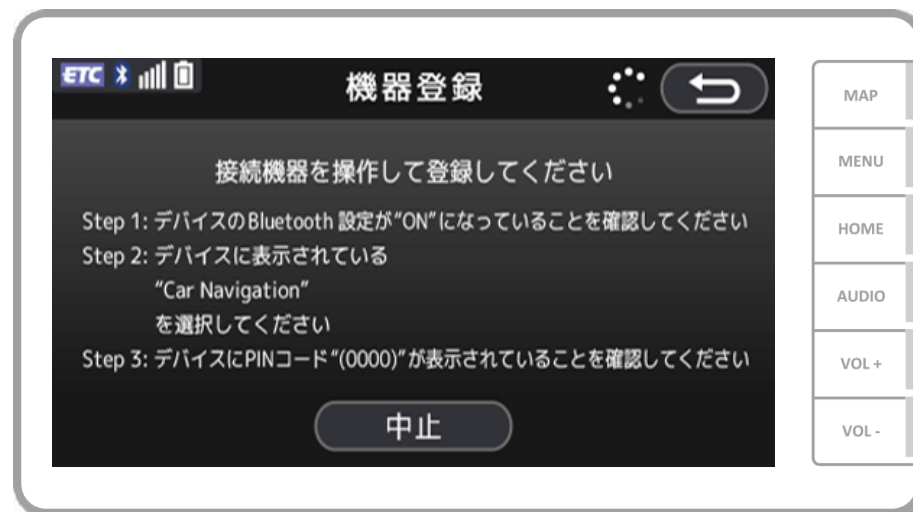 ETC
機器登録
接続機器を操作して登録してください
Step 1: デバイスのBluetooth 設定が“ON”になっていることを確認してください
Step 2: デバイスに表示されている
“Car Navigation”
を選択してください
Step 3: デバイスにPINコード“(0000)”が表示されていることを確認してください
中止
MAP
MENU
HOME
AUDIO
VOL +
VOL -